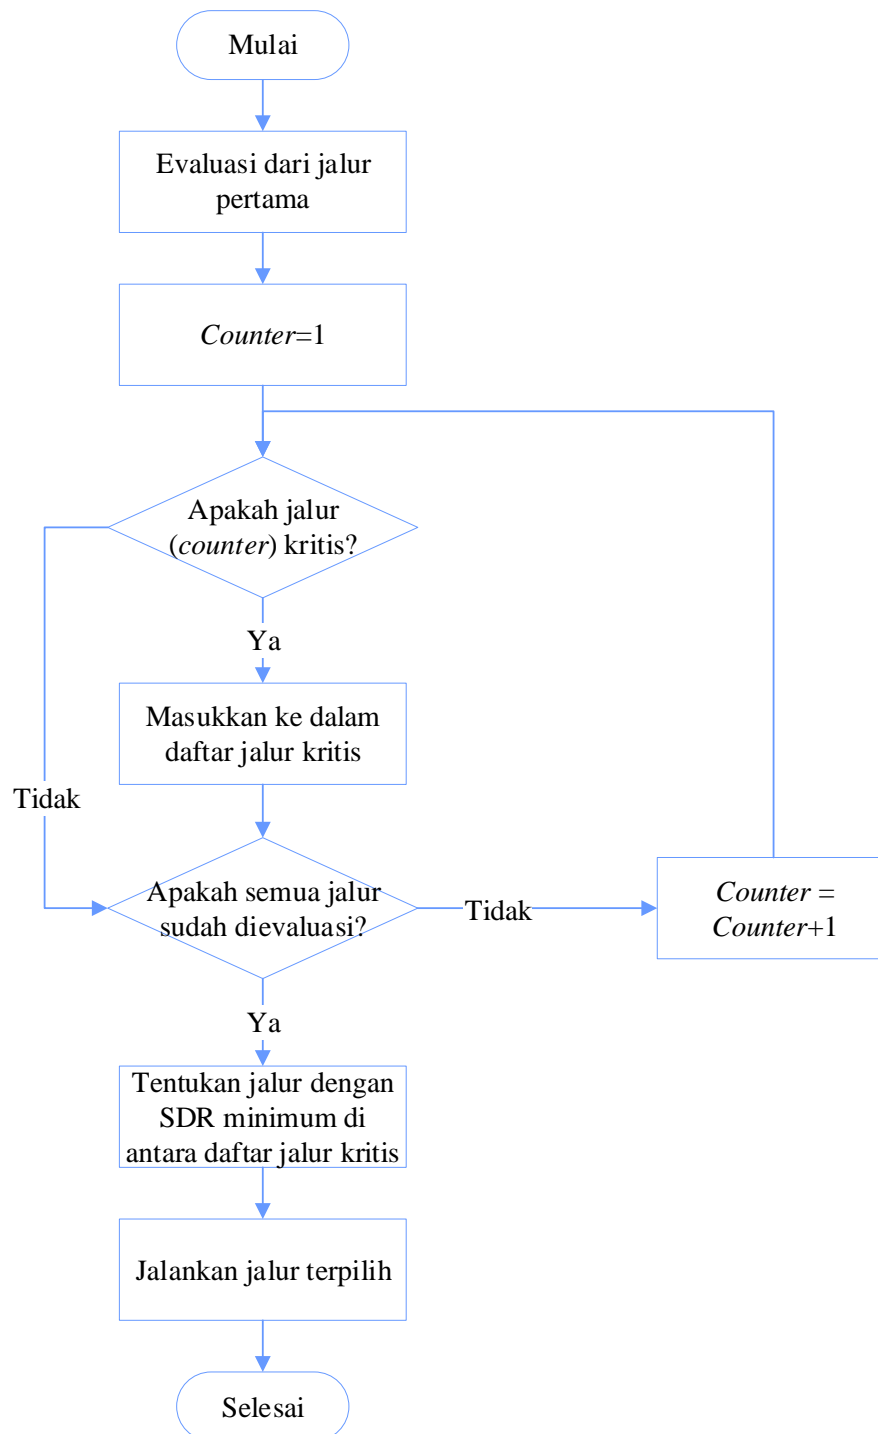 Mulai
Evaluasi dari jalur
pertama
Counter=1
Apakah jalur
(counter) kritis?
Ya
Masukkan ke dalam
daftar jalur kritis
Tidak
Apakah semua jalur
sudah dievaluasi?
Tidak
Counter =
Counter+1
Ya
Tentukan jalur dengan
SDR minimum di
antara daftar jalur kritis
Jalankan jalur terpilih
Selesai